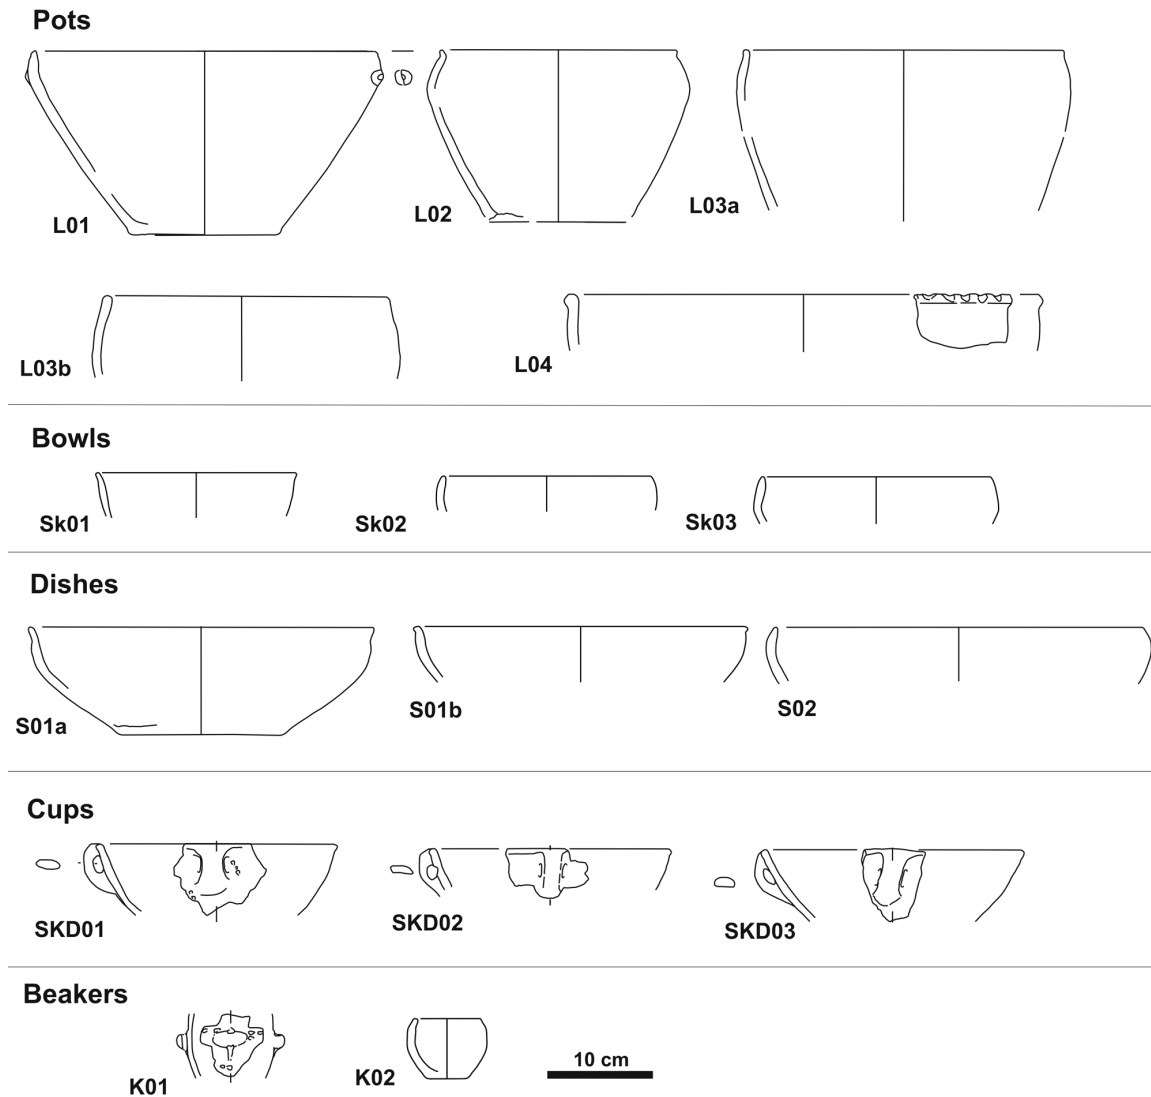 Pots
L01
L02
L03a
L03b
L04
Bowls
Sk01
Sk02
Sk03
Dishes
S01a
S01b
S02
Cups
SKD01
SKD02
SKD03
Beakers
K01
K02
10 cm